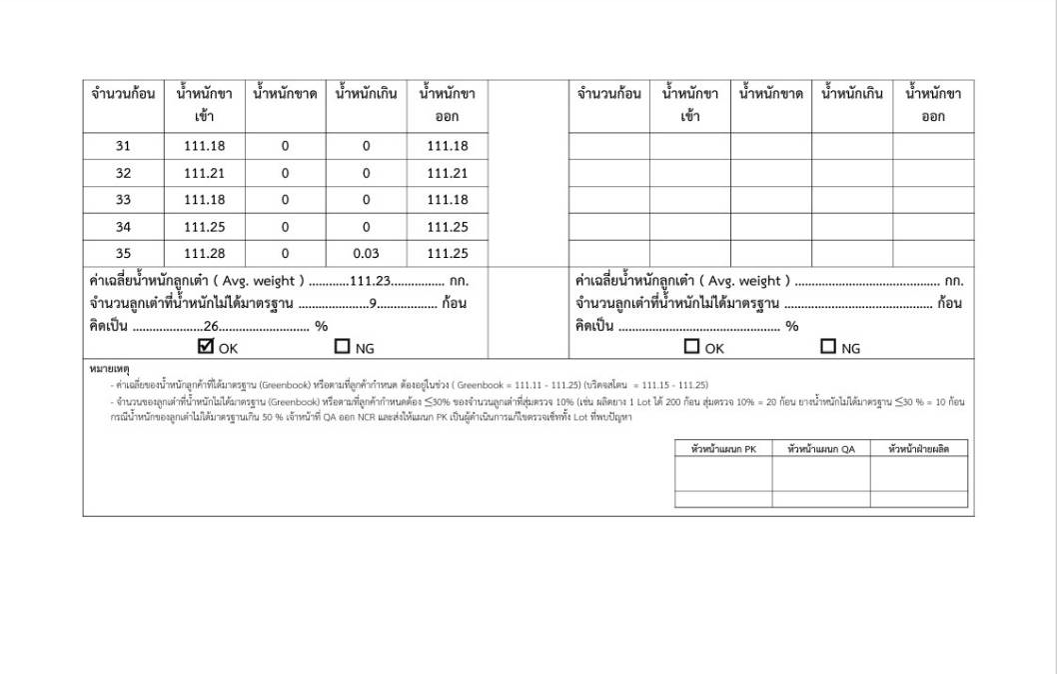 จำนวนก้อน น้ำหนักขาเข้า น้ำหนักขาด น้ำหนักเกิน น้ำหนักขาออก จำนวนก้อน น้ำหนักขาเข้า น้ำหนักขาด น้ำหนักเกิน น้ำหนักขาออก
31 111.18 0 0 111.18
32 111.21 0 0 111.21
33 111.18 0 0 111.18
34 111.25 0 0 111.25
35 111.28 0 0.03 111.25
ค่าเฉลี่ยน้ำหนักลูกเต๋า ( Avg. weight ) ............111.23................ กก.
จำนวนลูกเต๋าที่น้ำหนักไม่ได้มาตรฐาน .....................9.................. ก้อน
คิดเป็น .....................26........................... %
OK NG
ค่าเฉลี่ยน้ำหนักลูกเต๋า ( Avg. weight ) ........................................... กก.
จำนวนลูกเต๋าที่น้ำหนักไม่ได้มาตรฐาน ............................................ ก้อน
คิดเป็น ................................................ %
OK NG
หมายเหตุ
- ค่าเฉลี่ยของน้ำหนักลูกค้าที่ได้มาตรฐาน (Greenbook) หรือตามที่ลูกค้ากำหนด ต้องอยู่ในช่วง ( Greenbook = 111.11 - 111.25) (บริดจสโตน = 111.15 - 111.25)
- จำนวนของลูกเต๋าที่น้ำหนักไม่ได้มาตรฐาน (Greenbook) หรือตามที่ลูกค้ากำหนดต้อง ≤30% ของจำนวนลูกเต๋าที่สุ่มตรวจ 10% (เช่น ผลิตยาง 1 Lot ได้ 200 ก้อน สุ่มตรวจ 10% = 20 ก้อน ยางน้ำหนักไม่ได้มาตรฐาน ≤30 % = 10 ก้อน
กรณีน้ำหนักของลูกเต๋าไม่ได้มาตรฐานเกิน 50 % เจ้าหน้าที่ QA ออก NCR และส่งให้แผนก PK เป็นผู้ดำเนินการแก้ไขตรวจเช็ทั้ง Lot ที่พบปัญหา
หัวหน้าแผนก PK หัวหน้าแผนก QA หัวหน้าฝ่ายผลิต